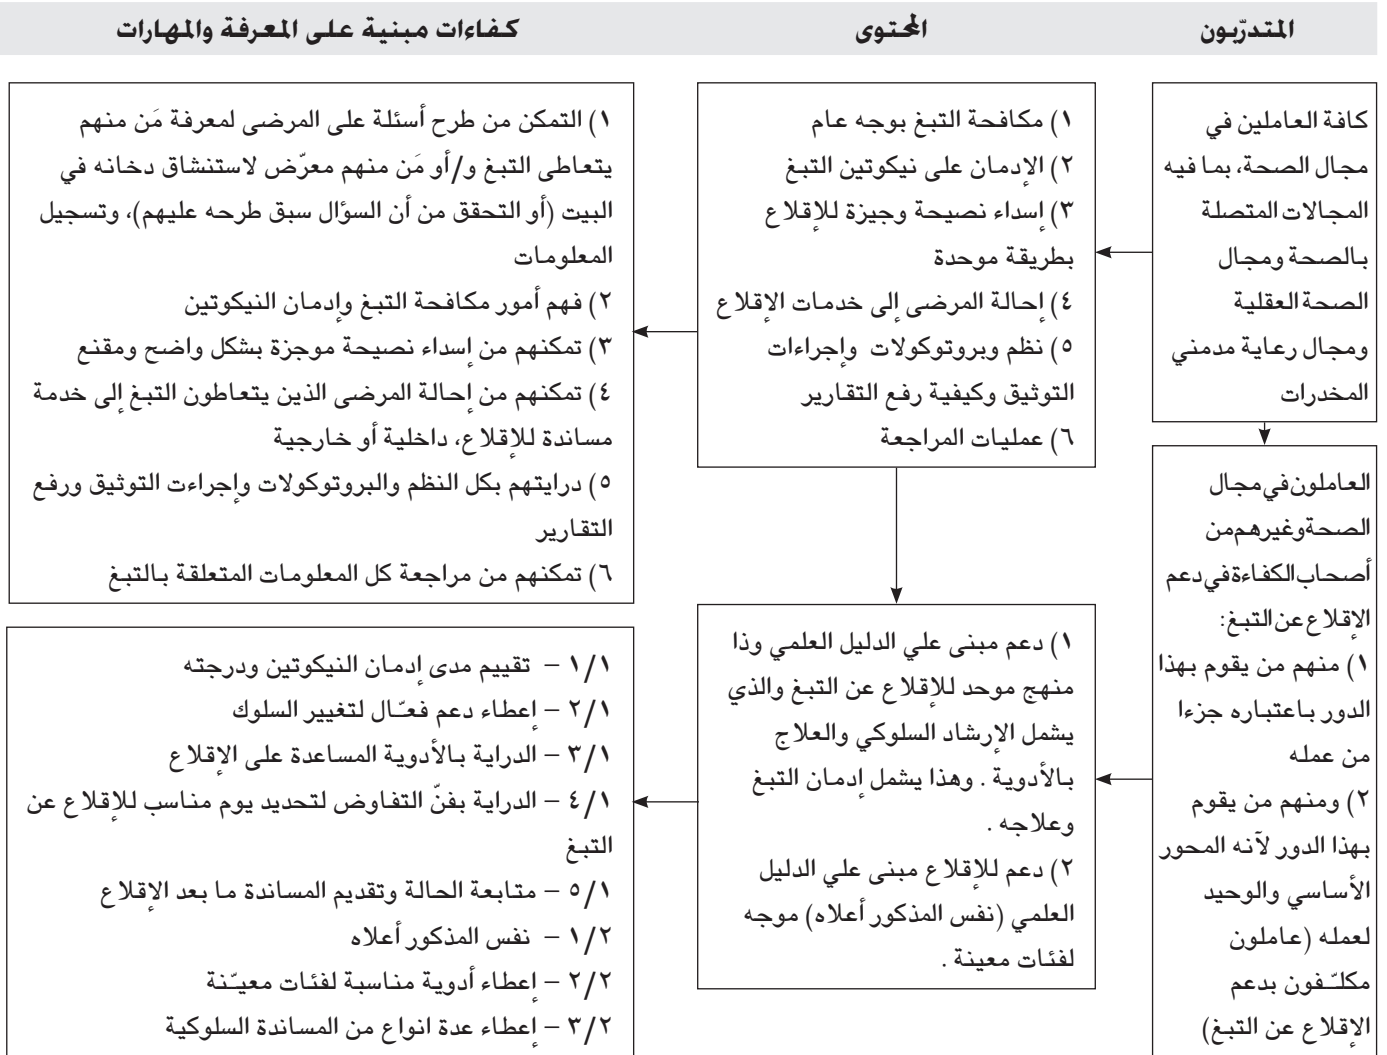 المتدرّبون
المحتوى
كفاءات مبنية على المعرفة والمهارات
كافة العاملين في
مجال الصحة، بما فيه
المجالات المتصلة
بالصحة ومجال
الصحة العقلية
ومجال رعاية مدمني
المخدرات
١) مكافحة التبغ بوجه عام
٢) الإدمان على نيكوتين التبغ
٣) إسداء نصيحة وجيزة للإقلاع
بطريقة موحدة
٤) إحالة المرضى إلى خدمات الإقلاع
٥) نظم وبروتوكولات وإجراءات
التوثيق وكيفية رفع التقارير
٦) عمليات المراجعة
١) التمكن من طرح أسئلة على المرضى لمعرفة مَن منهم
يتعاطى التبغ و/أو مَن منهم معرّض لاستنشاق دخانه في
البيت (أو التحقق من أن السؤال سبق طرحه عليهم)، وتسجيل
المعلومات
٢) فهم أمور مكافحة التبغ وإدمان النيكوتين
٣) تمكنهم من إسداء نصيحة موجزة بشكل واضح ومقنع
٤) تمكنهم من إحالة المرضى الذين يتعاطون التبغ إلى خدمة
مساندة للإقلاع، داخلية أو خارجية
٥) درايتهم بكل النظم والبروتوكولات وإجراءت التوثيق ورفع
التقارير
٦) تمكنهم من مراجعة كل المعلومات المتعلقة بالتبغ
العاملون في مجال
الصحة وغيرهم من
أصحاب الكفاءة في دعم
الإقلاع عن التبغ:
١) منهم من يقوم بهذا
الدور باعتباره جزءا
من عمله
٢) ومنهم من يقوم
بهذا الدور لآنه المحور
الأساسي والوحيد
لعمله (عاملون
مكلّفون بدعم
الإقلاع عن التبغ)
١) دعم مبنى علي الدليل العلمي وذا
منهج موحد للإقلاع عن التبغ والذي
يشمل الإرشاد السلوكي والعلاج
بالأدوية . وهذا يشمل إدمان التبغ
وعلاجه .
٢) دعم للإقلاع مبنى علي الدليل
العلمي (نفس المذكور أعلاه) موجه
لفئات معينة .
١/١ – تقييم مدى إدمان النيكوتين ودرجته
٢/١ – إعطاء دعم فعّال لتغيير السلوك
٣/١ – الدراية بالأدوية المساعدة على الإقلاع
٤/١ – الدراية بفنّ التفاوض لتحديد يوم مناسب للإقلاع عن
التبغ
٥/١ – متابعة الحالة وتقديم المساندة ما بعد الإقلاع
١/٢ – نفس المذكور أعلاه
٢/٢ – إعطاء أدوية مناسبة لفئات معيّنة
٣/٢ – إعطاء عدة انواع من المساندة السلوكية